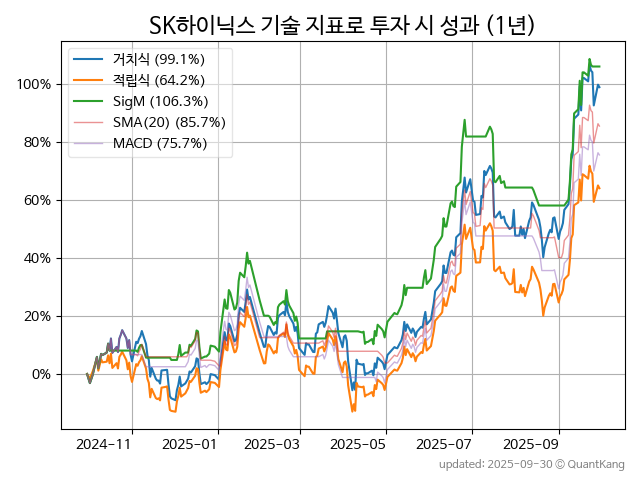 SK하이닉스 기술 지표로 투자 시 성과 (1년)
거치식 (99.1%)
적립식 (64.2%)
SigM (106.3%)
SMA(20) (85.7%)
MACD (75.7%)
100%
80%
60%
40%
20%
0%
2024-11 2025-01 2025-03 2025-05 2025-07 2025-09
updated: 2025-09-30 © QuantKang